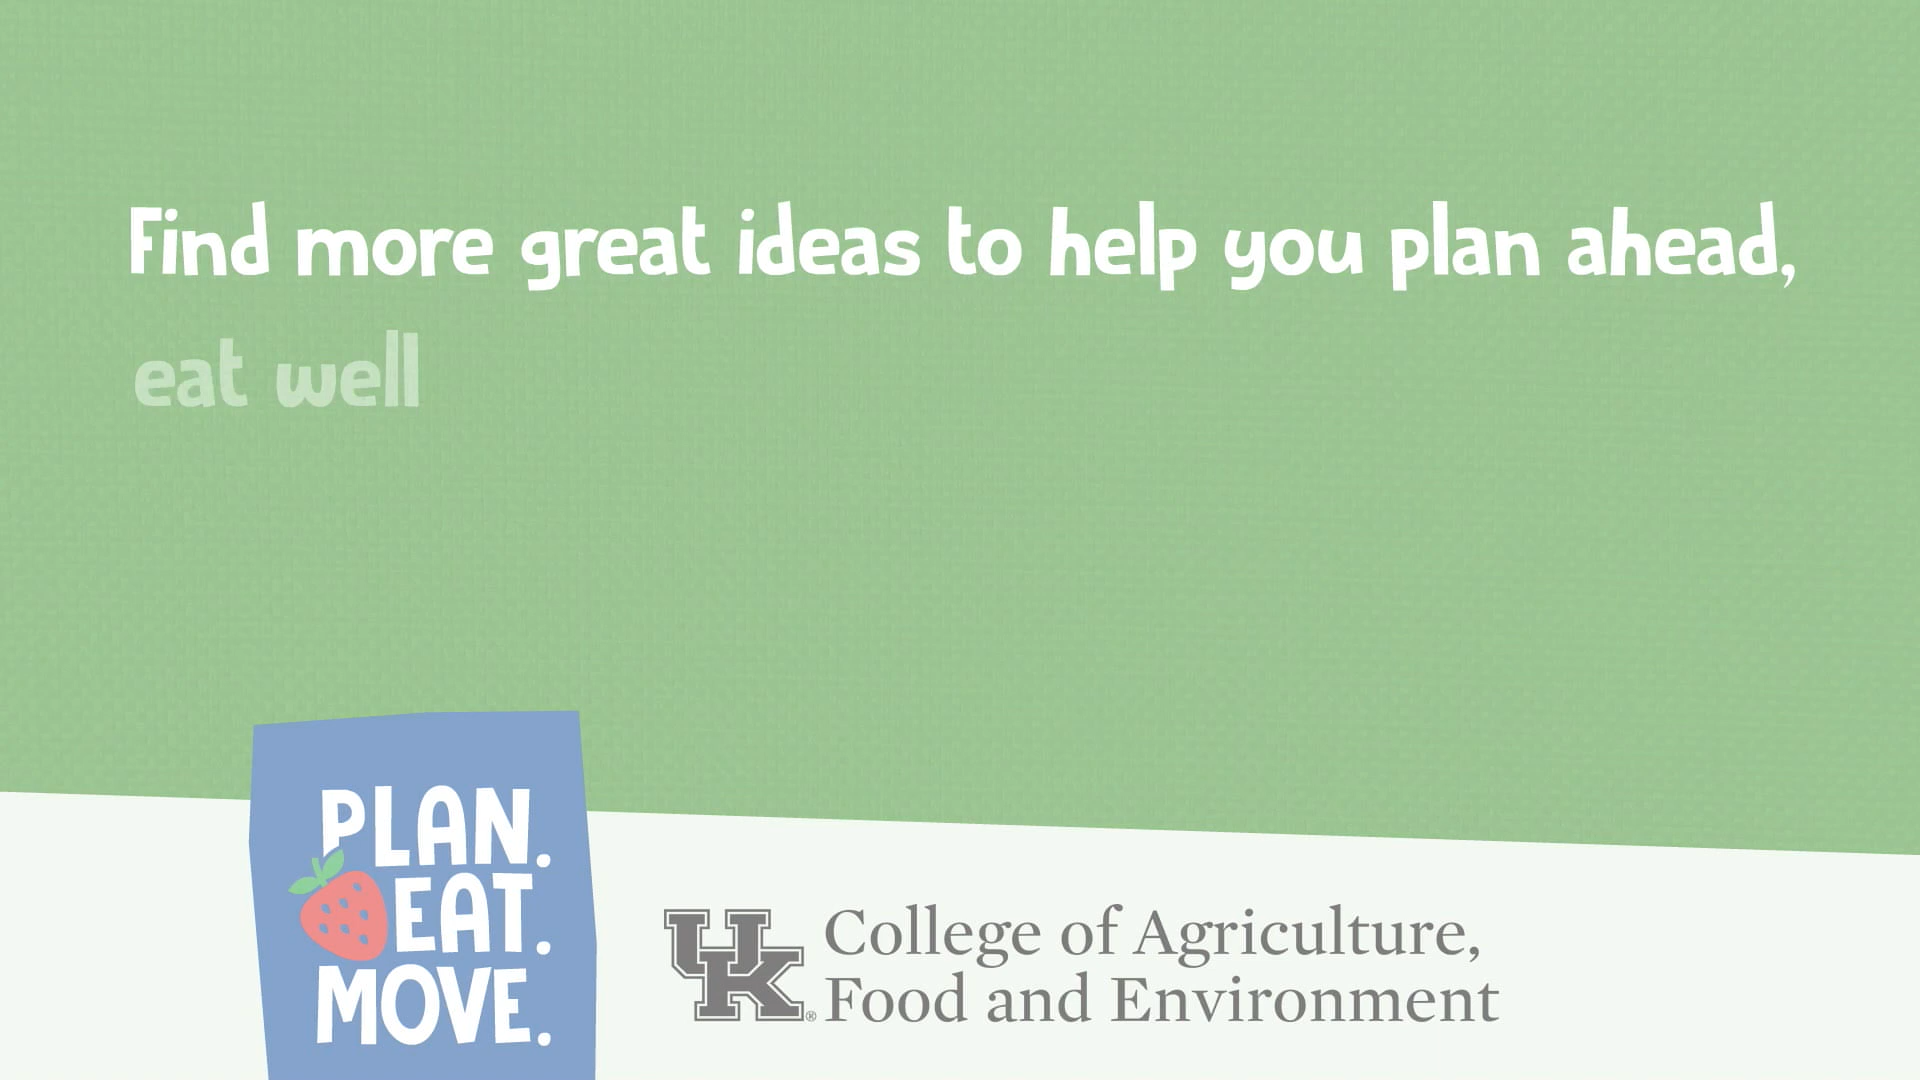 Find more great ideas to help you plan ahead,
eat well
PLAN.
EAT.
MOVE.
UK® College of Agriculture,
Food and Environment